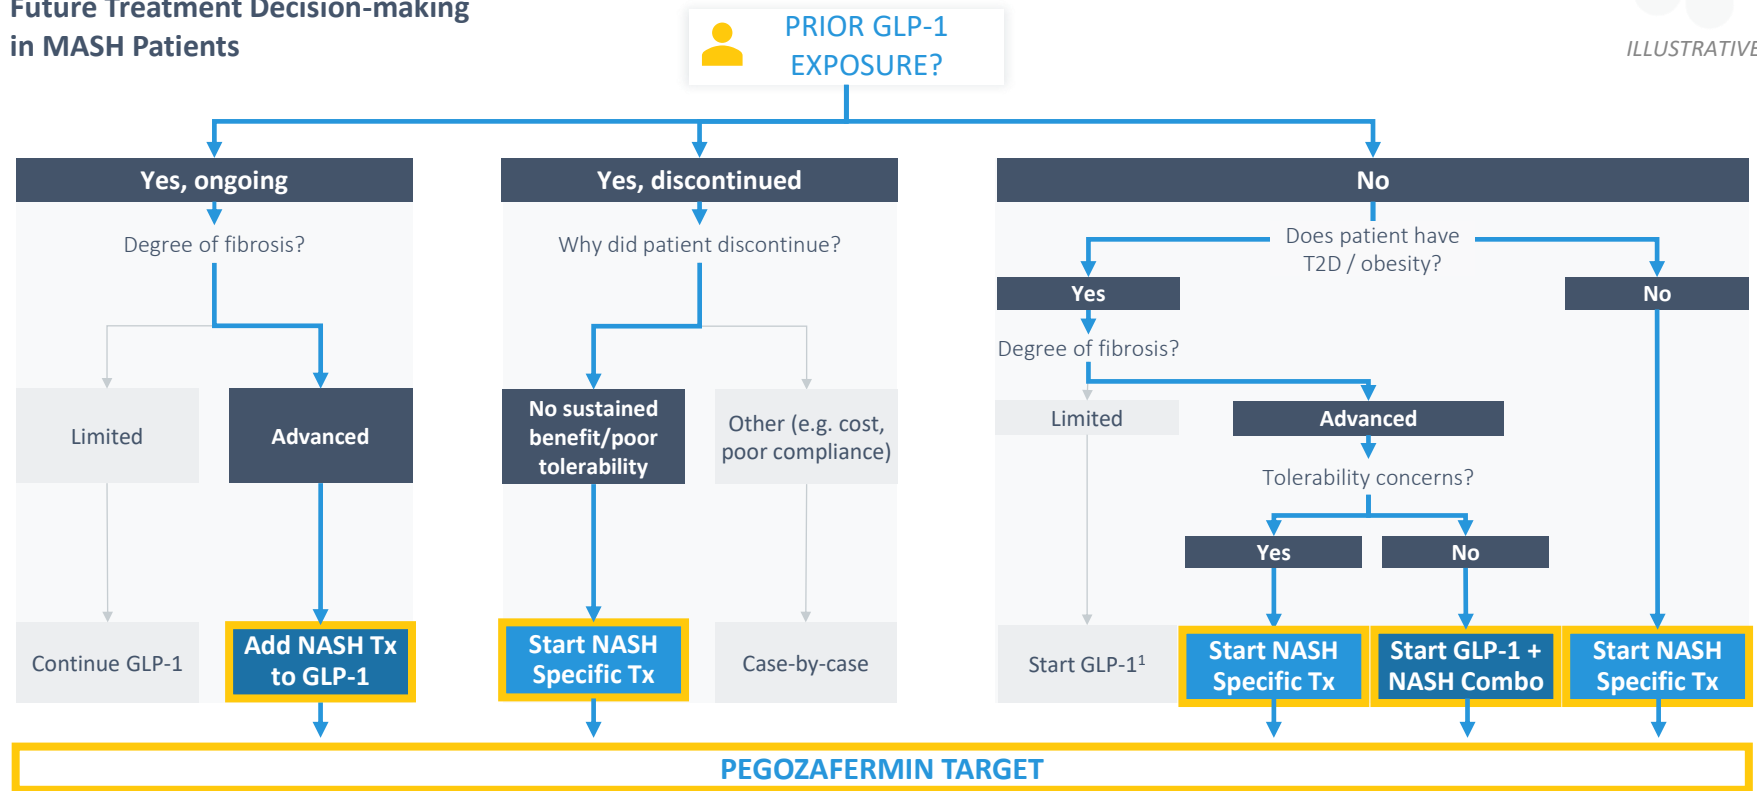 Future Treatment Decision-making
in MASH Patients
PRIOR GLP-1
EXPOSURE?
ILLUSTRATIVE
Yes, ongoing
Degree of fibrosis?
Limited
Advanced
Continue GLP-1
Add NASH Tx
to GLP-1
Yes, discontinued
Why did patient discontinue?
No sustained
benefit/poor
tolerability
Other (e.g. cost,
poor compliance)
Start NASH
Specific Tx
Case-by-case
No
Does patient have
T2D / obesity?
Yes
No
Degree of fibrosis?
Limited
Advanced
Tolerability concerns?
Yes
No
Start GLP-1¹
Start NASH
Specific Tx
Start GLP-1 +
NASH Combo
Start NASH
Specific Tx
PEGOZAFERMIN TARGET